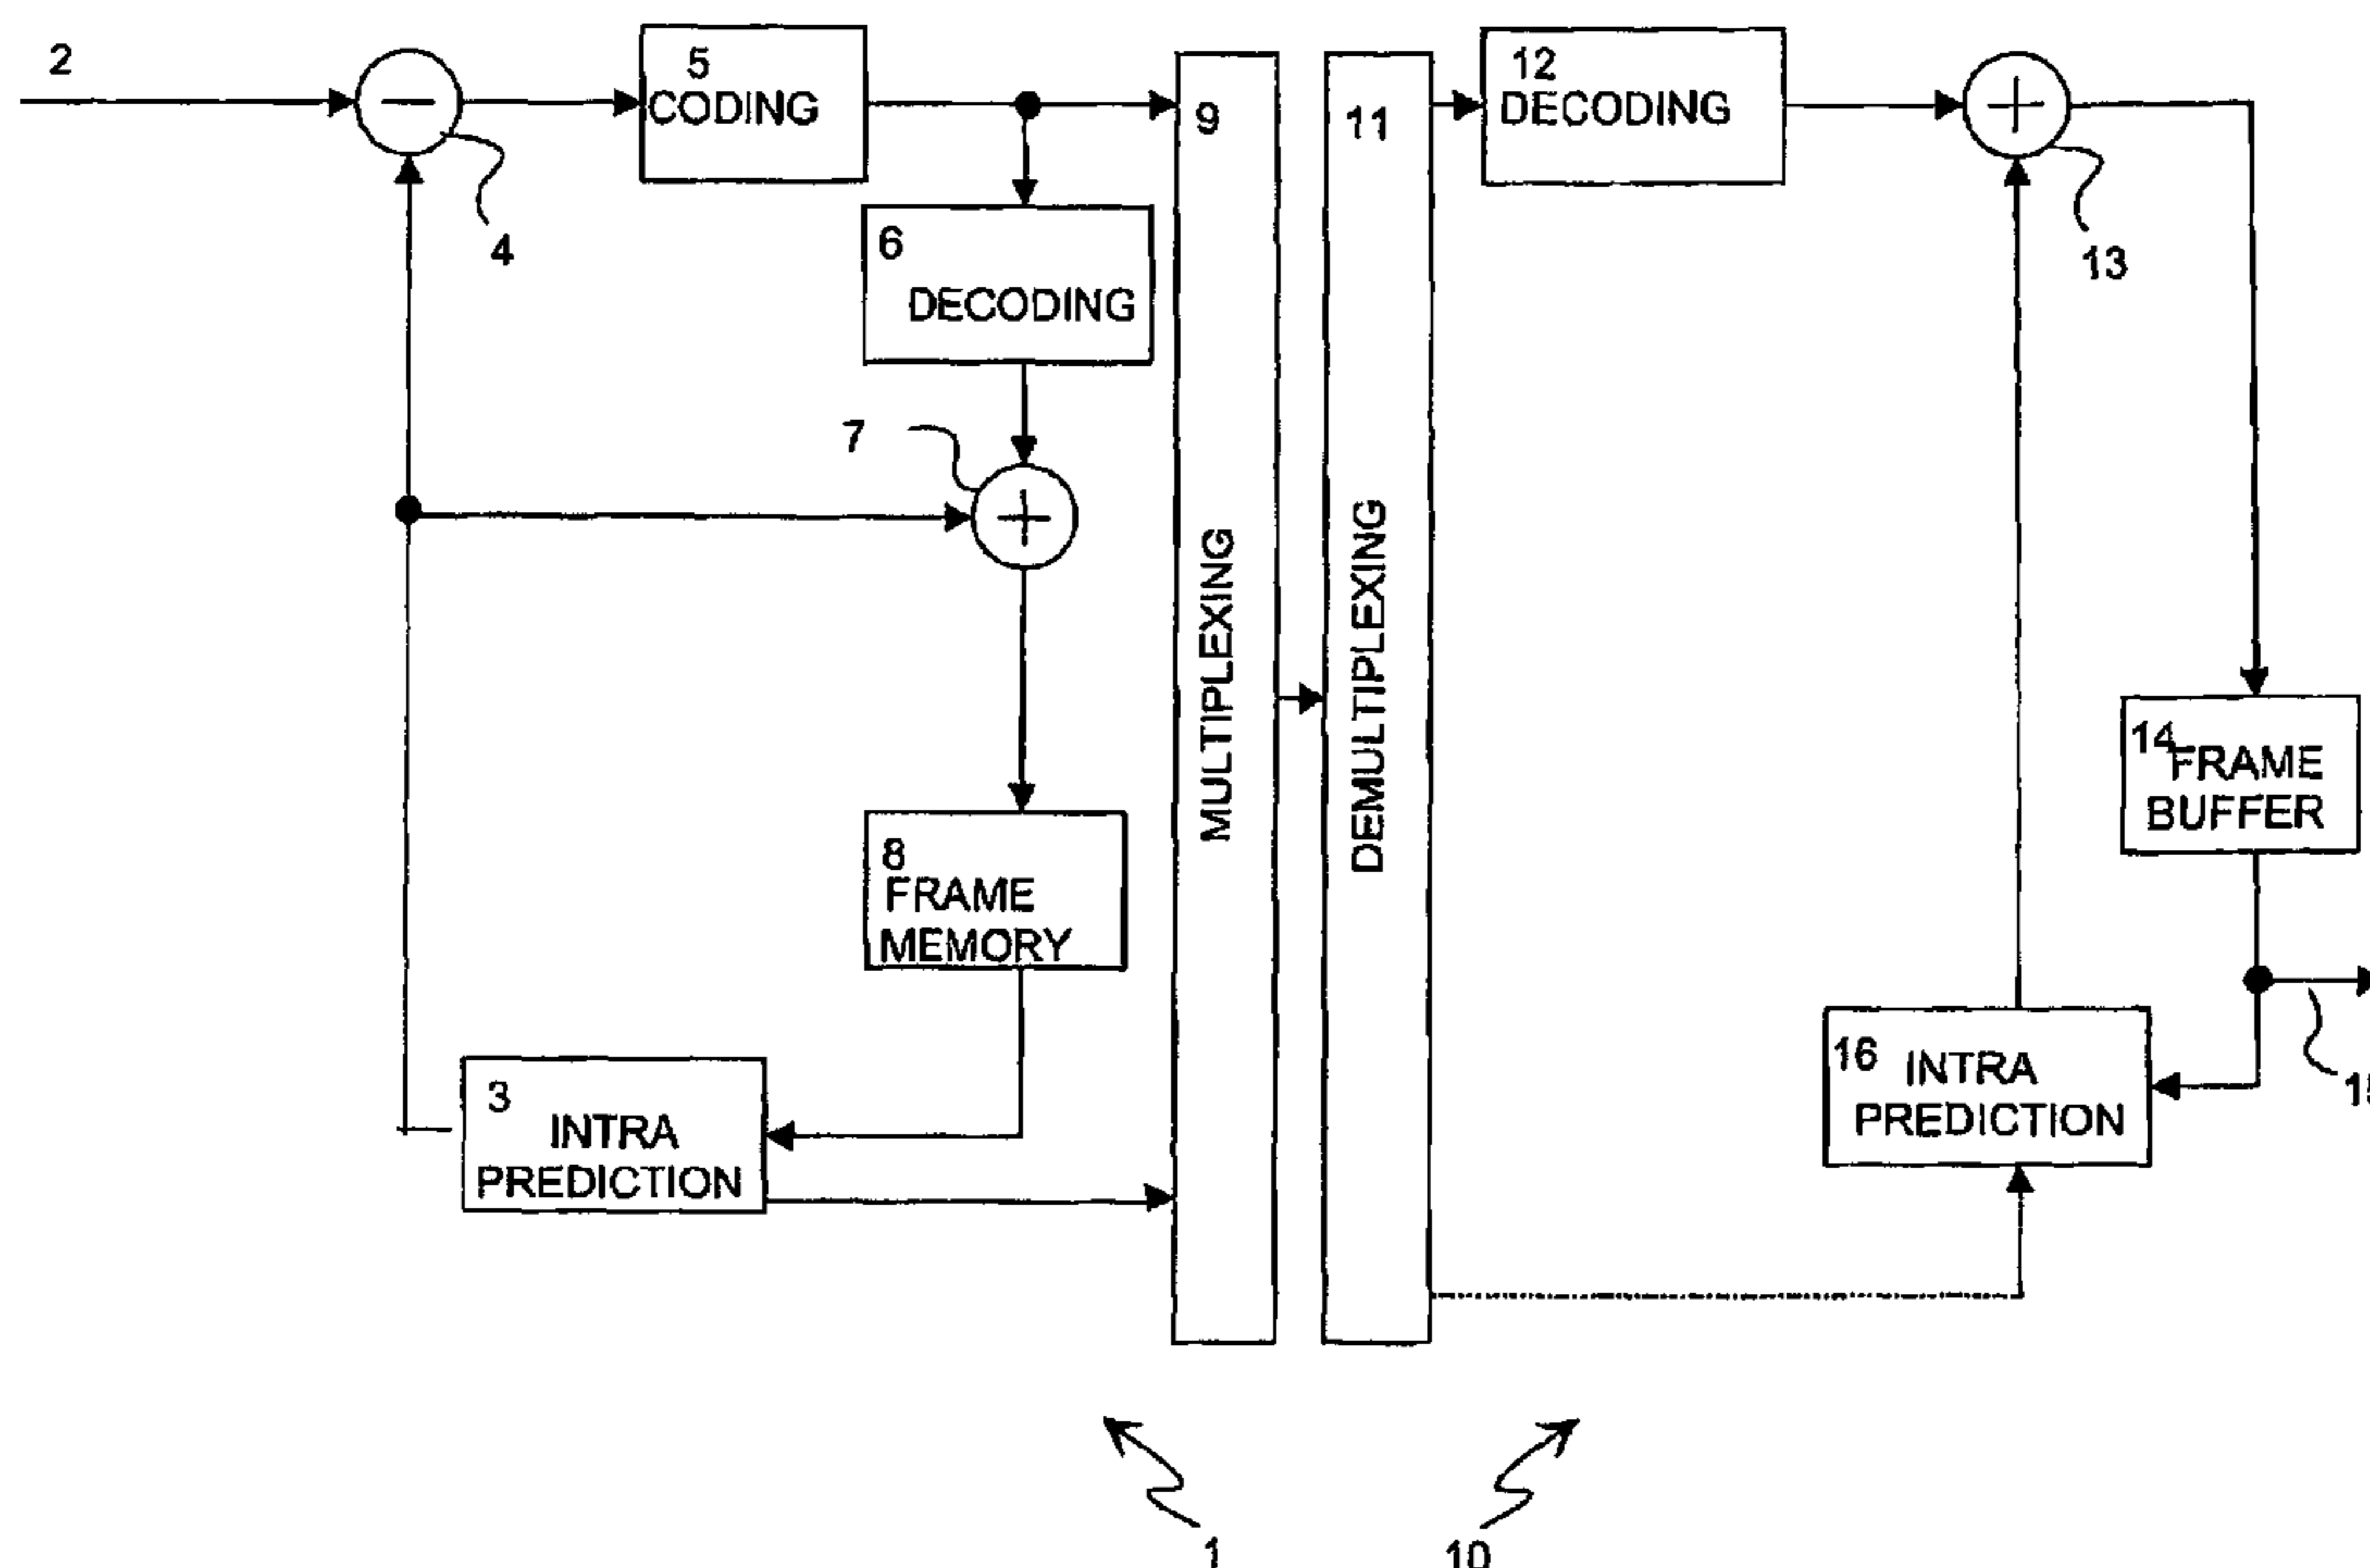 2
4
5
CODING
6
DECODING
7
8
FRAME
MEMORY
3
INTRA
PREDICTION
9
MULTIPLEXING
11
DEMULTIPLEXING
12
DECODING
13
14
FRAME
BUFFER
15
16
INTRA
PREDICTION
1
10